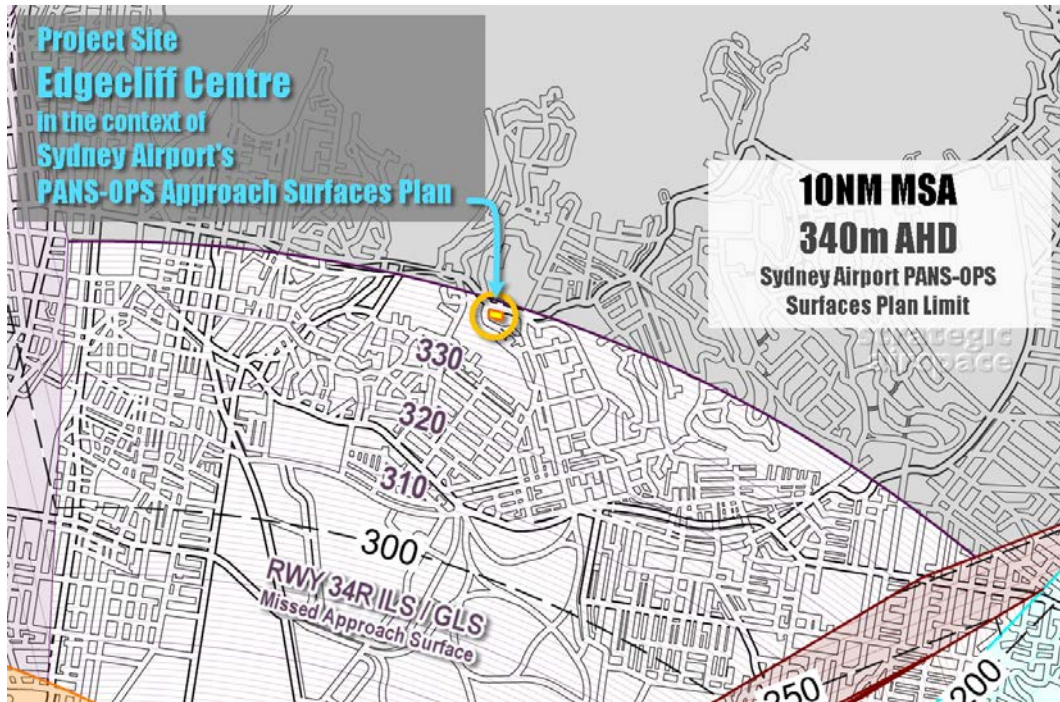 Project Site
Edgecliff Centre
in the context of
Sydney Airport's
PANS-OPS Approach Surfaces Plan
10NM MSA
340m AHD
Sydney Airport PANS-OPS
Surfaces Plan Limit
Strategic
airspace
330
320
310
300
RWY 34R ILS / GLS
Missed Approach Surface
250
200